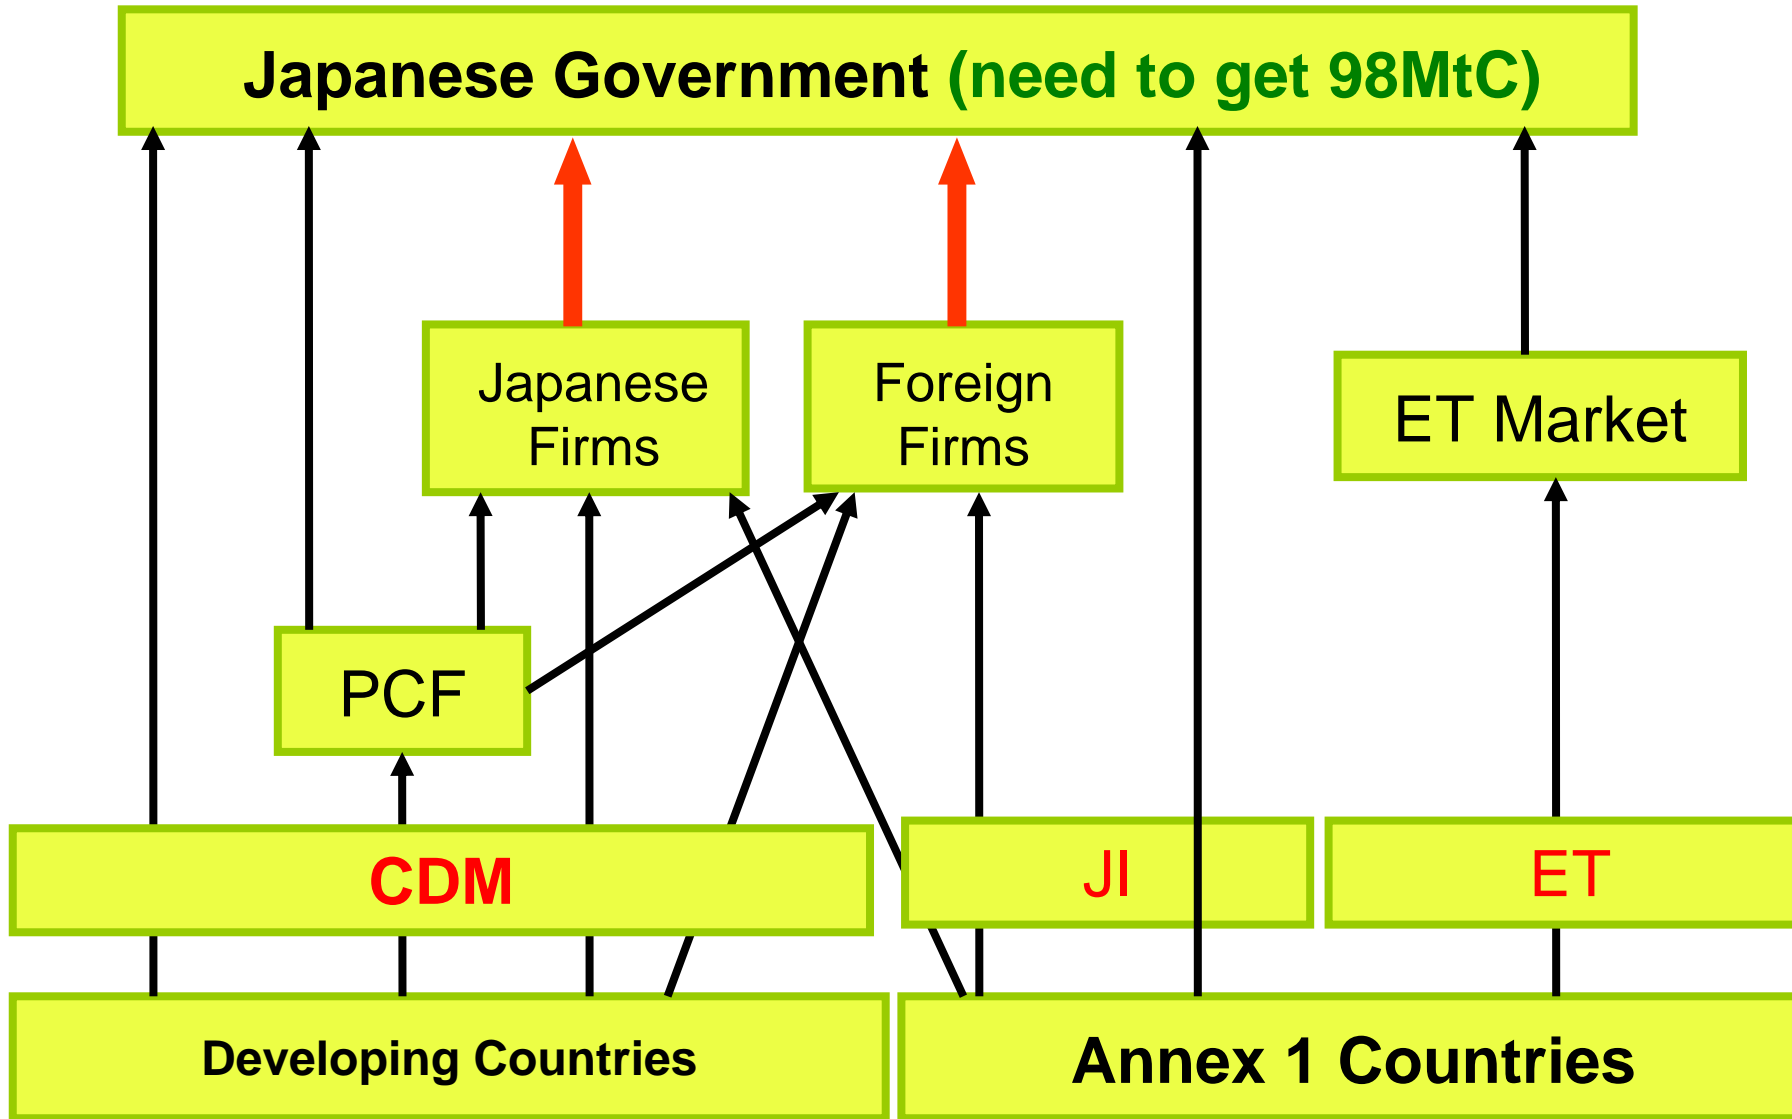 Japanese Government (need to get 98MtC)
Japanese
Firms
Foreign
Firms
ET Market
PCF
CDM
JI
ET
Developing Countries
Annex 1 Countries